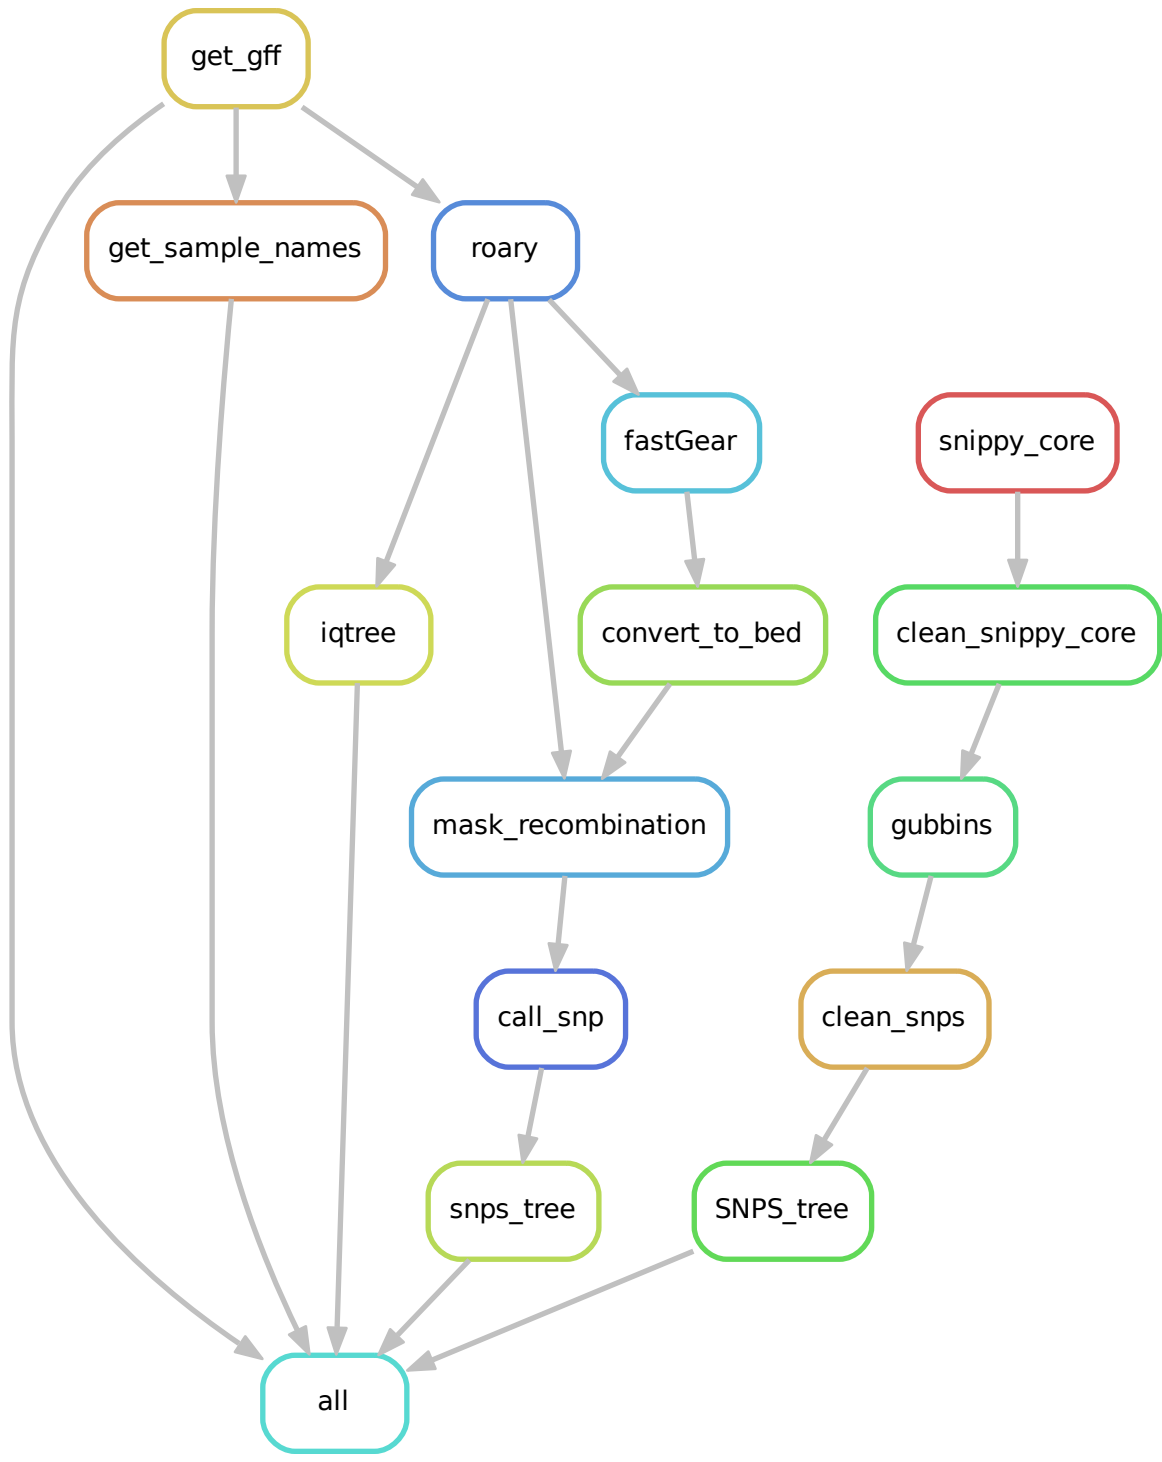 get_gff
get_sample_names
roary
fastGear
snippy_core
iqtree
convert_to_bed
clean_snippy_core
mask_recombination
gubbins
call_snp
clean_snps
snps_tree
SNPS_tree
all